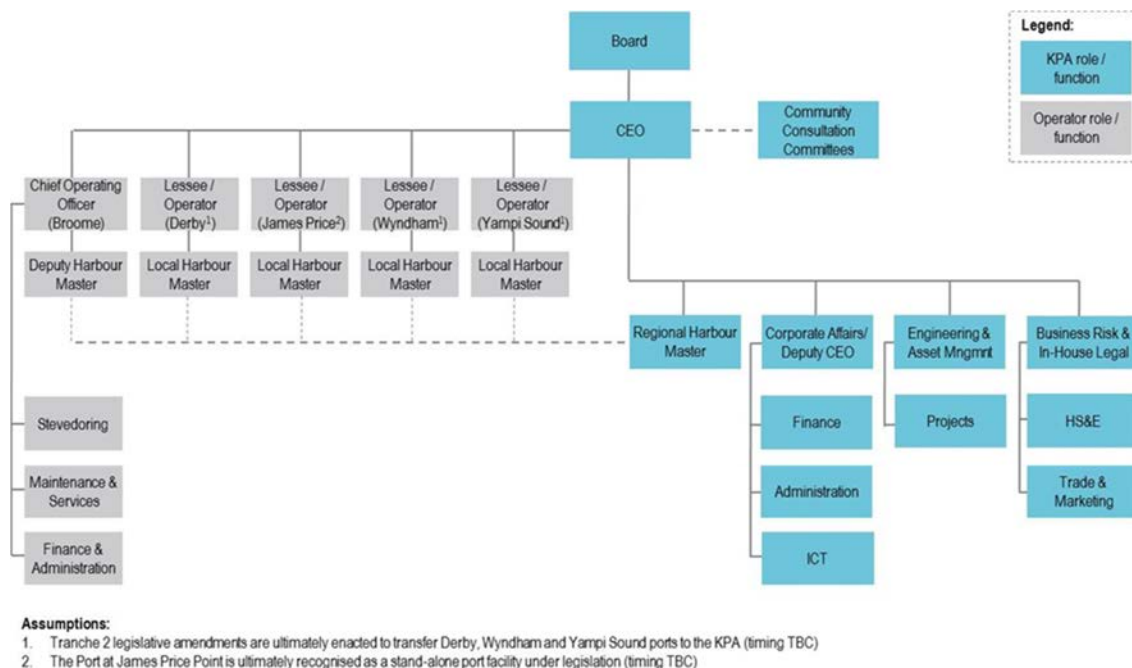 Legend:
Board
KPA role /
function
CEO
Community
Consultation
Committees
Operator role /
function
Chief Operating
Officer
(Broome)
Lessee /
Operator
(Derby¹)
Lessee /
Operator
(James Price²)
Lessee /
Operator
(Wyndham¹)
Lessee /
Operator
(Yampi Sound¹)
Deputy Harbour
Master
Local Harbour
Master
Local Harbour
Master
Local Harbour
Master
Local Harbour
Master
Regional Harbour
Master
Corporate Affairs/
Deputy CEO
Engineering &
Asset Mngmnt
Business Risk &
In-House Legal
Stevedoring
Finance
Projects
HS&E
Maintenance &
Services
Administration
Trade &
Marketing
Finance &
Administration
ICT
Assumptions:
1. Tranche 2 legislative amendments are ultimately enacted to transfer Derby, Wyndham and Yampi Sound ports to the KPA (timing TBC)
2. The Port at James Price Point is ultimately recognised as a stand-alone port facility under legislation (timing TBC)